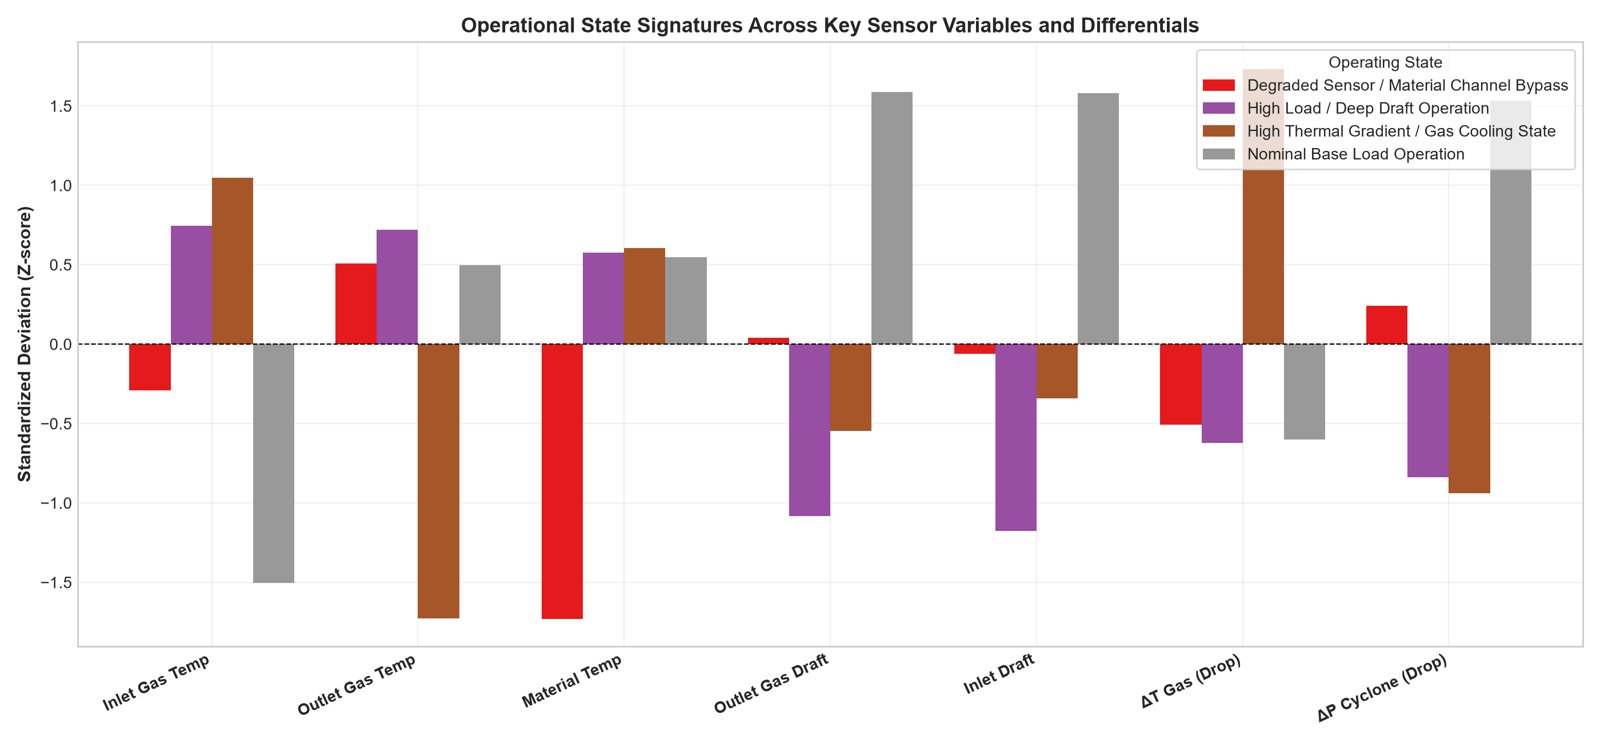 Operational State Signatures Across Key Sensor Variables and Differentials
Operating State
Degraded Sensor / Material Channel Bypass
High Load / Deep Draft Operation
High Thermal Gradient / Gas Cooling State
Nominal Base Load Operation
Standardized Deviation (Z-score)
1.5
1.0
0.5
0.0
−0.5
−1.0
−1.5
Inlet Gas Temp
Outlet Gas Temp
Material Temp
Outlet Gas Draft
Inlet Draft
ΔT Gas (Drop)
ΔP Cyclone (Drop)